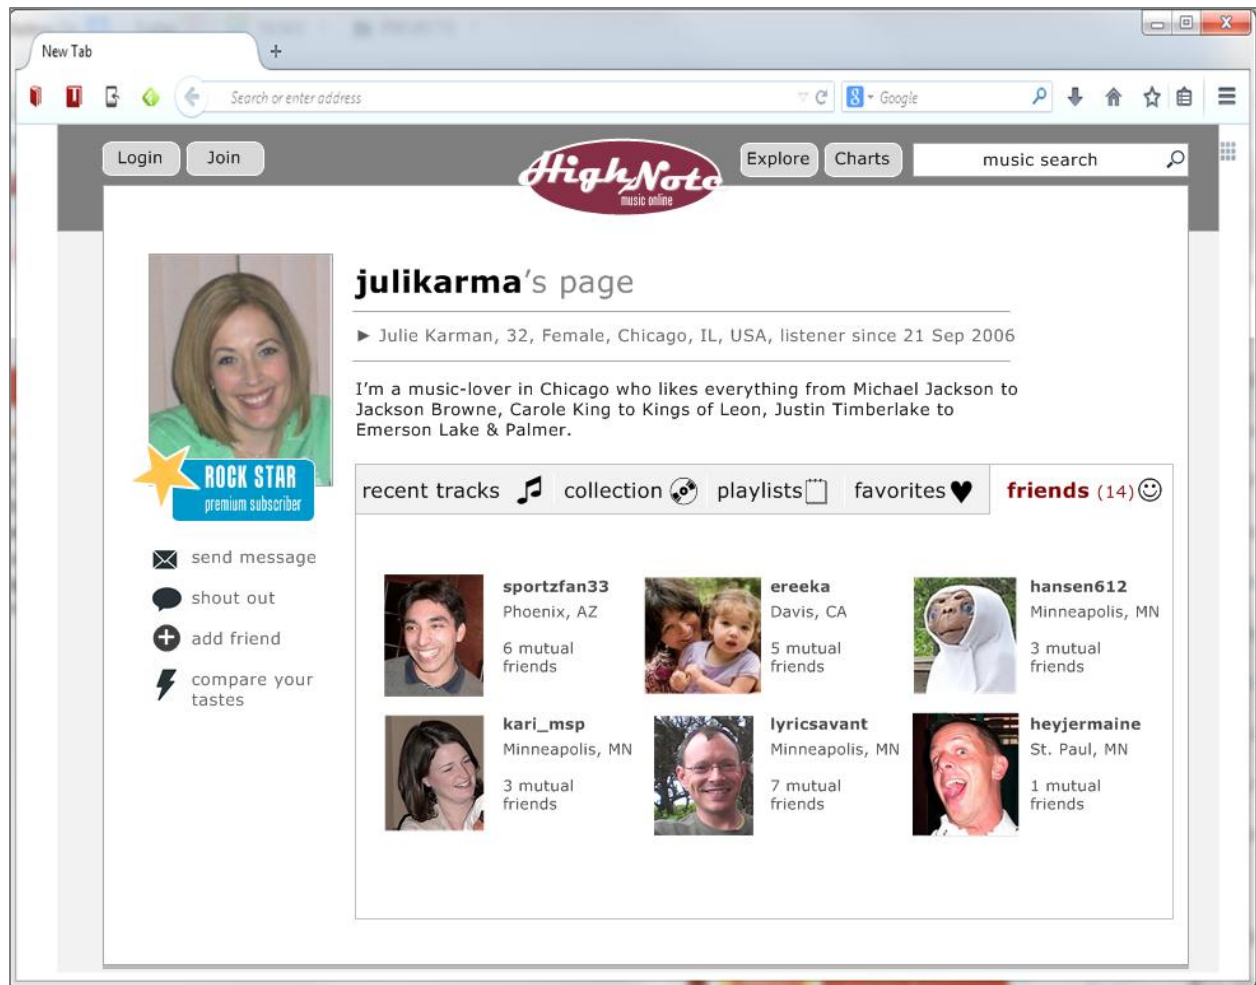 New Tab
+
Search or enter address
8 Google
Login
Join
HighNote
music online
Explore
Charts
music search
julikarma's page
► Julie Karman, 32, Female, Chicago, IL, USA, listener since 21 Sep 2006
I'm a music-lover in Chicago who likes everything from Michael Jackson to
Jackson Browne, Carole King to Kings of Leon, Justin Timberlake to
Emerson Lake & Palmer.
ROCK STAR
premium subscriber
send message
shout out
add friend
compare your
tastes
recent tracks
collection
playlists
favorites
friends (14)
sportzfan33
Phoenix, AZ
6 mutual
friends
ereeka
Davis, CA
5 mutual
friends
hansen612
Minneapolis, MN
3 mutual
friends
kari_msp
Minneapolis, MN
3 mutual
friends
lyricsavant
Minneapolis, MN
7 mutual
friends
heyjermaine
St. Paul, MN
1 mutual
friends